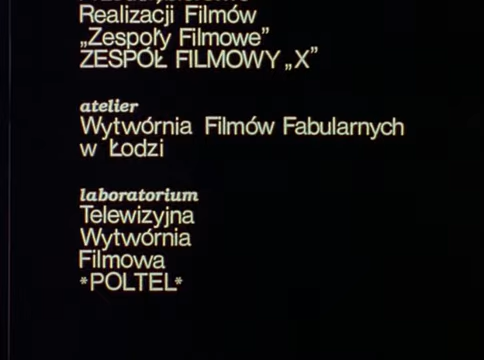 Realizacji Filmów
„Zespoły Filmowe”
ZESPÓŁ FILMOWY „X”
atelier
Wytwórnia Filmów Fabularnych
w Łodzi
laboratorium
Telewizyjna
Wytwórnia
Filmowa
*POLTEL*